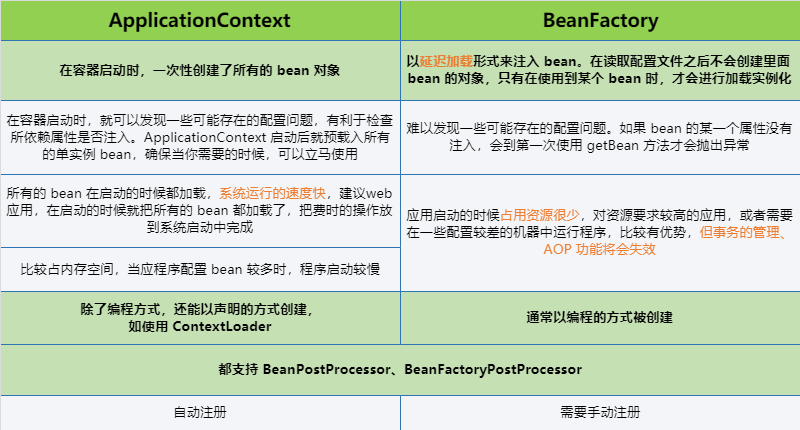 ApplicationContext
BeanFactory
在容器启动时，一次性创建了所有的 bean 对象
以延迟加载形式来注入 bean。在读取配置文件之后不会创建里面
bean 的对象，只有在使用到某个 bean 时，才会进行加载实例化
在容器启动时，就可以发现一些可能存在的配置问题，有利于检查
所依赖属性是否注入。ApplicationContext 启动后就预载入所有
的单实例 bean，确保当你需要的时候，可以立马使用
难以发现一些可能存在的配置问题。如果 bean 的某一个属性没有
注入，会到第一次使用 getBean 方法才会抛出异常
所有的 bean 在启动的时候都加载，系统运行的速度快，建议web
应用，在启动的时候就把所有的 bean 都加载了，把费时的操作放
到系统启动中完成
比较占内存空间，当应程序配置 bean 较多时，程序启动较慢
应用启动的时候占用资源很少，对资源要求较高的应用，或者需要
在一些配置较差的机器中运行程序，比较有优势，但事务的管理、
AOP 功能将会失效
除了编程方式，还能以声明的方式创建，
如使用 ContextLoader
通常以编程的方式被创建
都支持 BeanPostProcessor、BeanFactoryPostProcessor
自动注册
需要手动注册